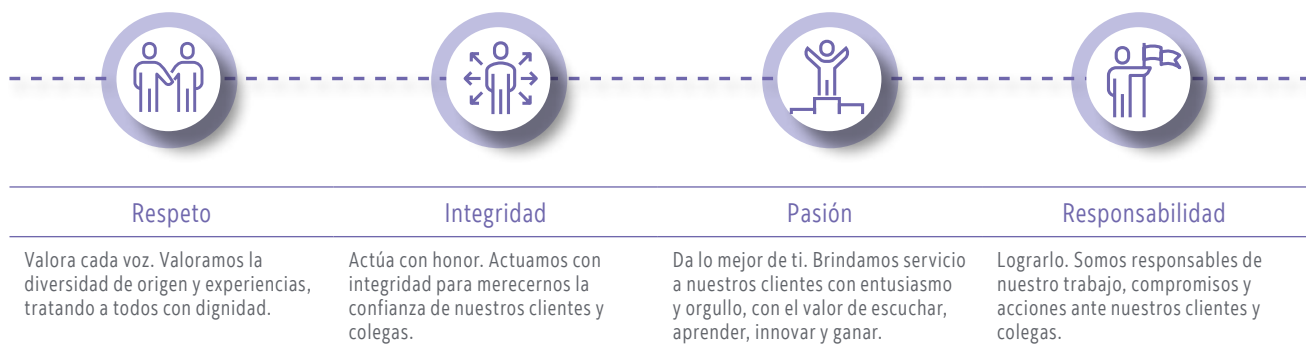 Respeto
Integridad
Pasión
Responsabilidad
Valora cada voz. Valoramos la
diversidad de origen y experiencias,
tratando a todos con dignidad.
Actúa con honor. Actuamos con
integridad para merecernos la
confianza de nuestros clientes y
colegas.
Da lo mejor de ti. Brindamos servicio
a nuestros clientes con entusiasmo
y orgullo, con el valor de escuchar,
aprender, innovar y ganar.
Lograrlo. Somos responsables de
nuestro trabajo, compromisos y
acciones ante nuestros clientes y
colegas.